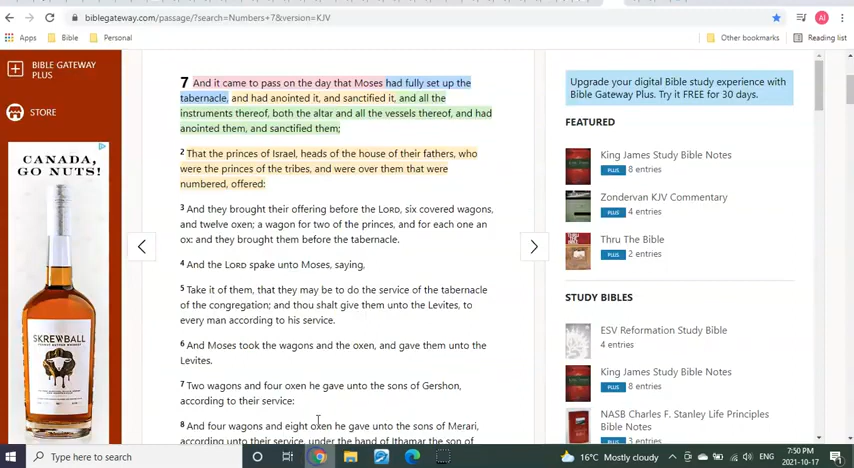 biblegateway.com/passage/?search=Numbers+7&version=KJV
Apps Bible Personal Other bookmarks Reading list
BIBLE GATEWAY
PLUS
STORE
CANADA,
GO NUTS!
SKREWBALL
7 And it came to pass on the day that Moses had fully set up the
tabernacle, and had anointed it, and sanctified it, and all the
instruments thereof, both the altar and all the vessels thereof, and had
anointed them, and sanctified them;
2 That the princes of Israel, heads of the house of their fathers, who
were the princes of the tribes, and were over them that were
numbered, offered:
3 And they brought their offering before the LORD, six covered wagons,
and twelve oxen; a wagon for two of the princes, and for each one an
ox: and they brought them before the tabernacle.
4 And the LORD spake unto Moses, saying,
5 Take it of them, that they may be to do the service of the tabernacle
of the congregation; and thou shalt give them unto the Levites, to
every man according to his service.
6 And Moses took the wagons and the oxen, and gave them unto the
Levites.
7 Two wagons and four oxen he gave unto the sons of Gershon,
according to their service:
8 And four wagons and eight oxen he gave unto the sons of Merari,
according unto their service, under the hand of Ithamar the son of
Upgrade your digital Bible study experience with
Bible Gateway Plus. Try it FREE for 30 days.
FEATURED
King James Study Bible Notes
PLUS 8 entries
Zondervan KJV Commentary
PLUS 4 entries
Thru The Bible
PLUS 2 entries
STUDY BIBLES
ESV Reformation Study Bible
4 entries
King James Study Bible Notes
PLUS 8 entries
NASB Charles F. Stanley Life Principles
Bible Notes
PLUS 3 entries
Type here to search
16°C Mostly cloudy
ENG
7:50 PM
2021-10-17